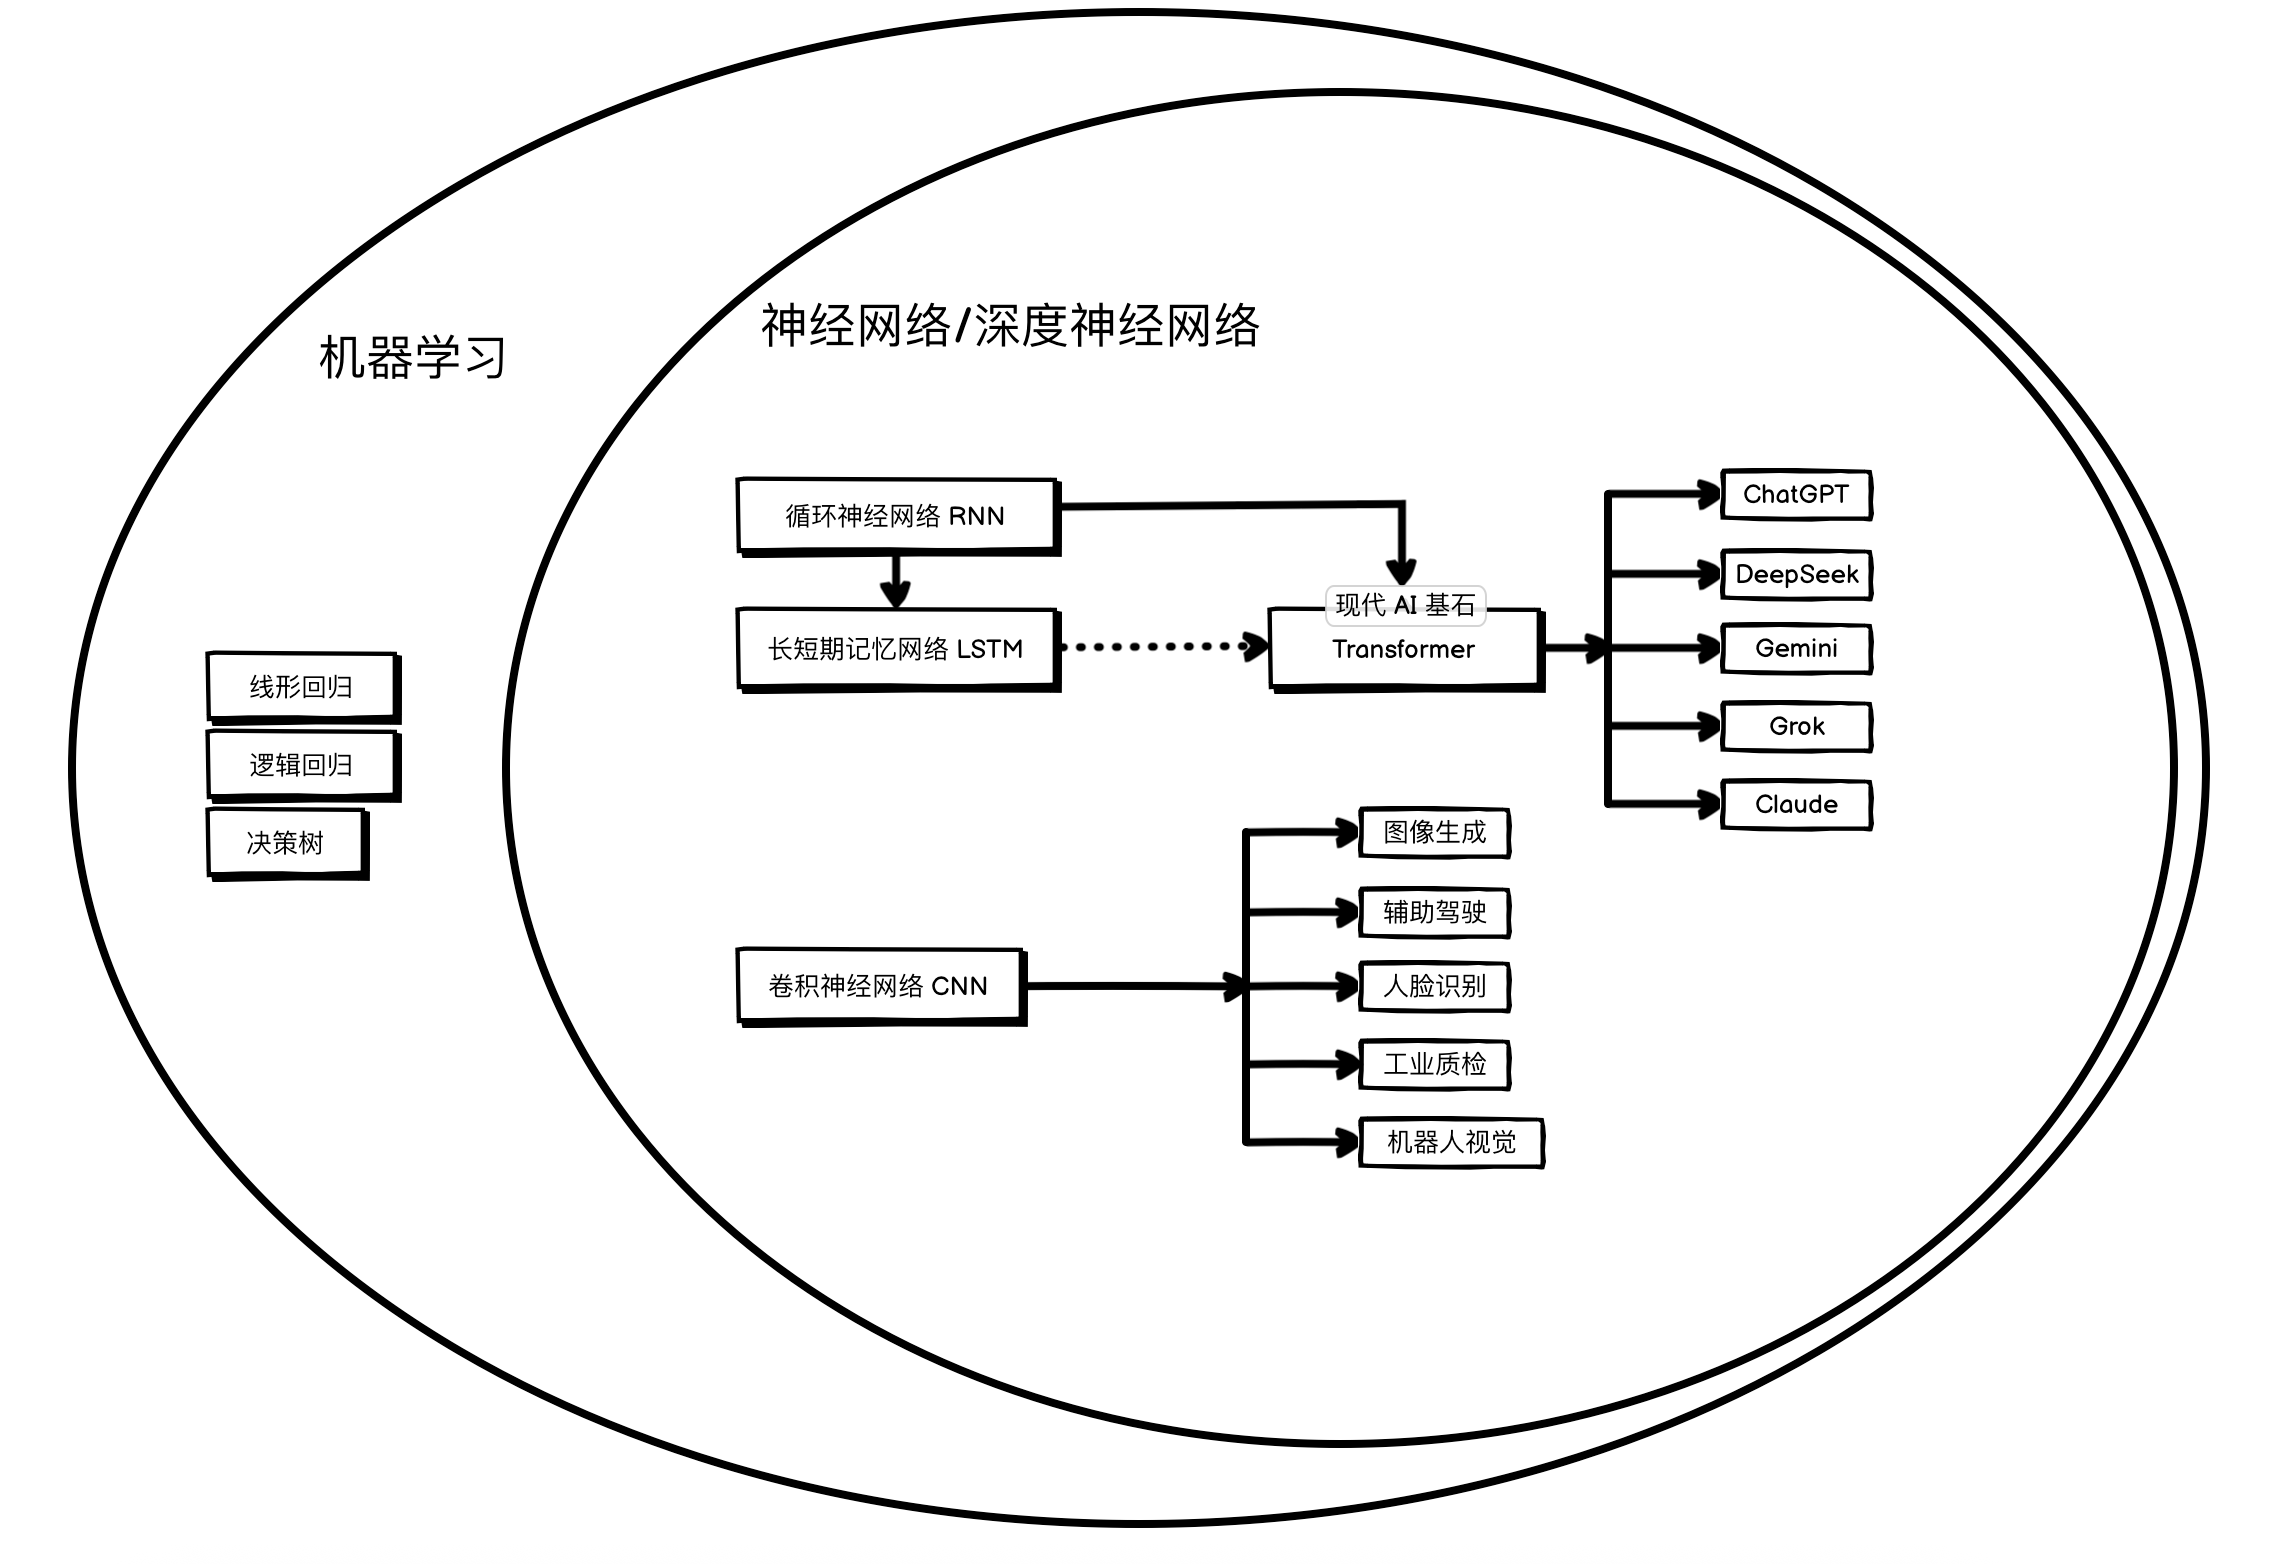 机器学习
神经网络/深度神经网络
线形回归
逻辑回归
决策树
循环神经网络 RNN
长短期记忆网络 LSTM
现代 AI 基石
Transformer
ChatGPT
DeepSeek
Gemini
Grok
Claude
卷积神经网络 CNN
图像生成
辅助驾驶
人脸识别
工业质检
机器人视觉